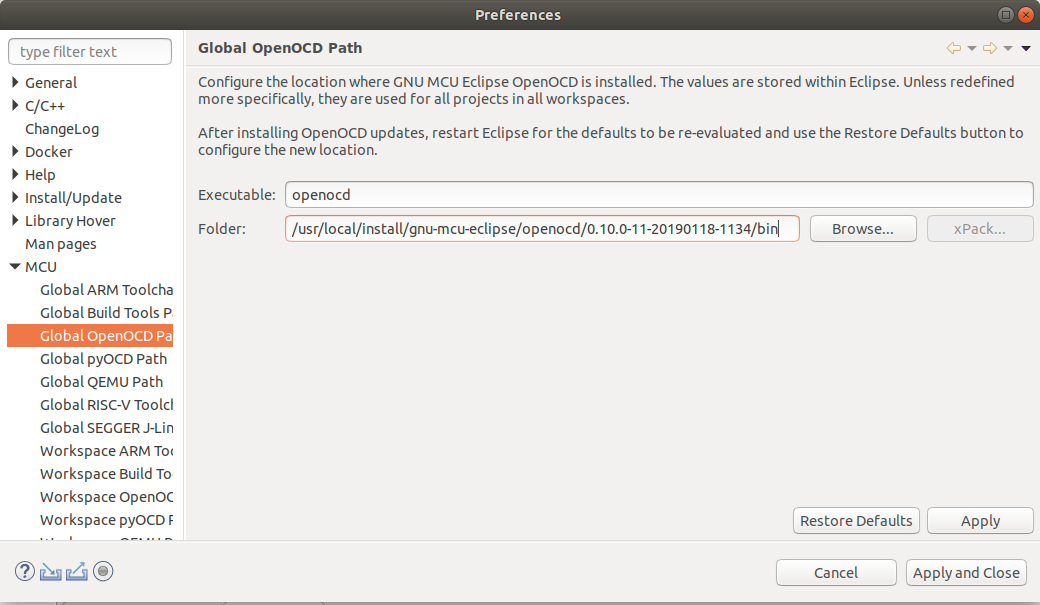 Preferences
type filter text
General
C/C++
ChangeLog
Docker
Help
Install/Update
Library Hover
Man pages
MCU
Global ARM Toolcha
Global Build Tools P
Global OpenOCD Pa
Global pyOCD Path
Global QEMU Path
Global RISC-V Toolch
Global SEGGER J-Lin
Workspace ARM Too
Workspace Build To
Workspace OpenOC
Workspace pyOCD P
Global OpenOCD Path
Configure the location where GNU MCU Eclipse OpenOCD is installed. The values are stored within Eclipse. Unless redefined
more specifically, they are used for all projects in all workspaces.
After installing OpenOCD updates, restart Eclipse for the defaults to be re-evaluated and use the Restore Defaults button to
configure the new location.
Executable: openocd
Folder: /usr/local/install/gnu-mcu-eclipse/openocd/0.10.0-11-20190118-1134/bin Browse... xPack...
Restore Defaults Apply
? Cancel Apply and Close